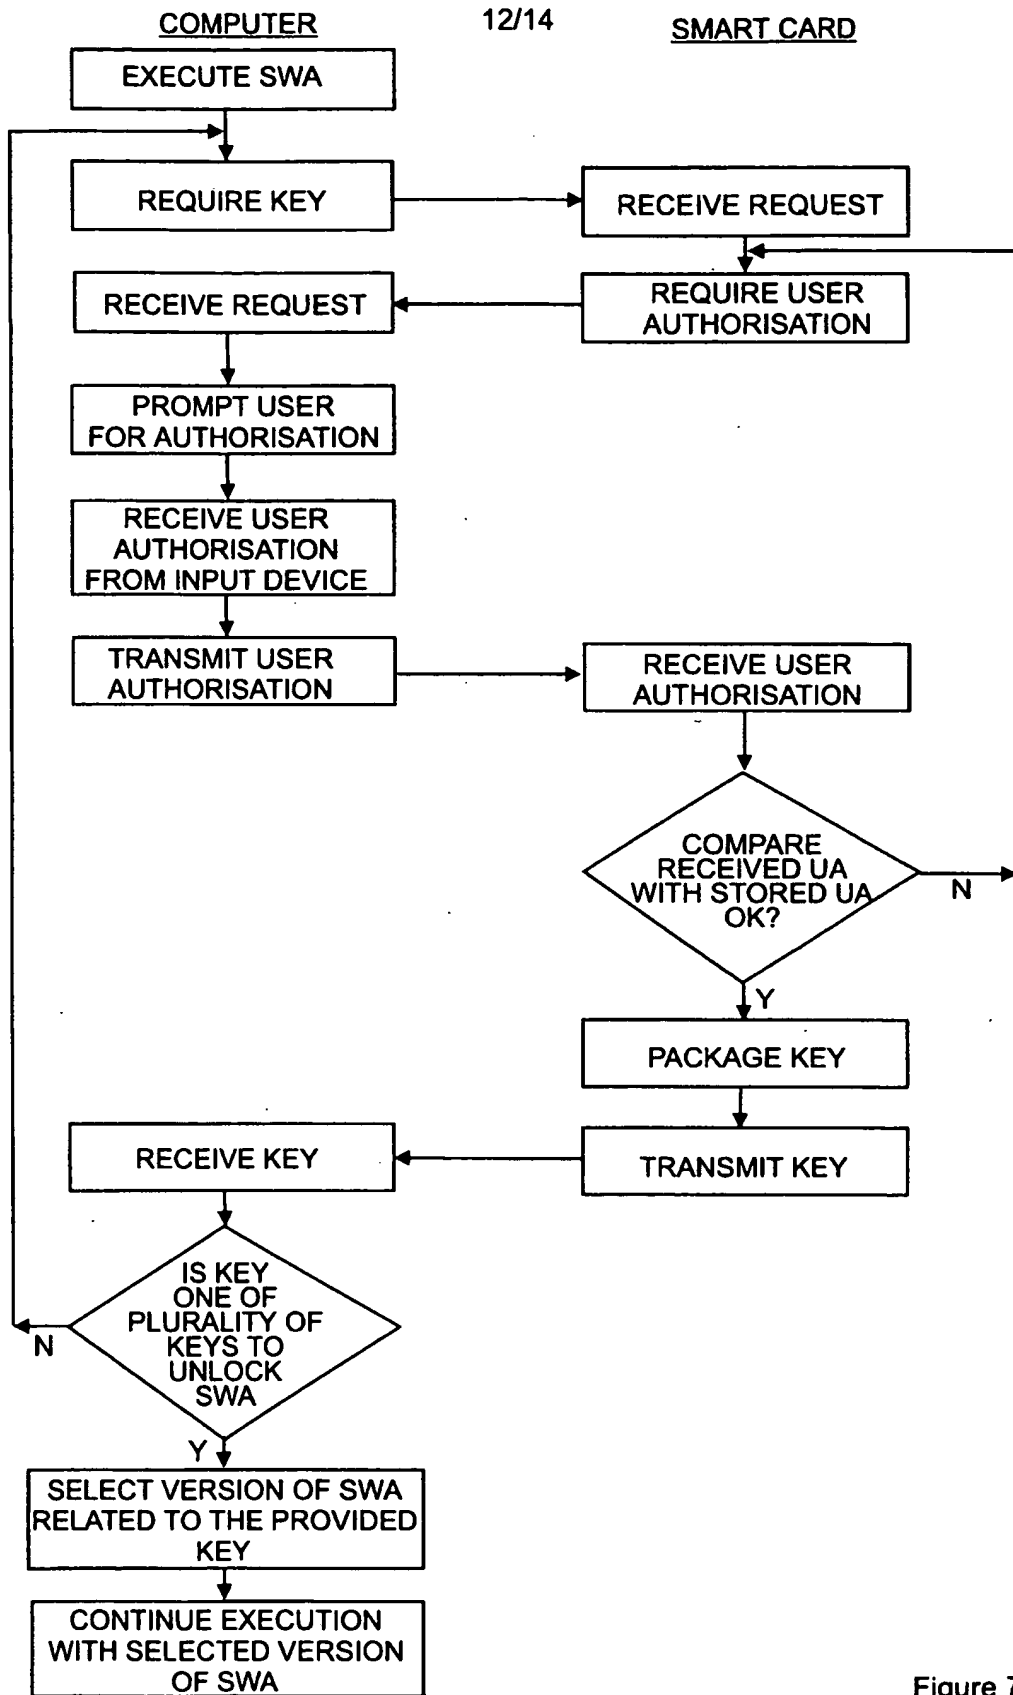 COMPUTER
12/14
SMART CARD
EXECUTE SWA
REQUIRE KEY
RECEIVE REQUEST
REQUIRE USER
AUTHORISATION
RECEIVE REQUEST
PROMPT USER
FOR AUTHORISATION
RECEIVE USER
AUTHORISATION
FROM INPUT DEVICE
TRANSMIT USER
AUTHORISATION
RECEIVE USER
AUTHORISATION
COMPARE
RECEIVED UA
WITH STORED UA
OK?
N
Y
PACKAGE KEY
TRANSMIT KEY
RECEIVE KEY
IS KEY
ONE OF
PLURALITY OF
KEYS TO
UNLOCK
SWA
N
Y
SELECT VERSION OF SWA
RELATED TO THE PROVIDED
KEY
CONTINUE EXECUTION
WITH SELECTED VERSION
OF SWA
Figure 7